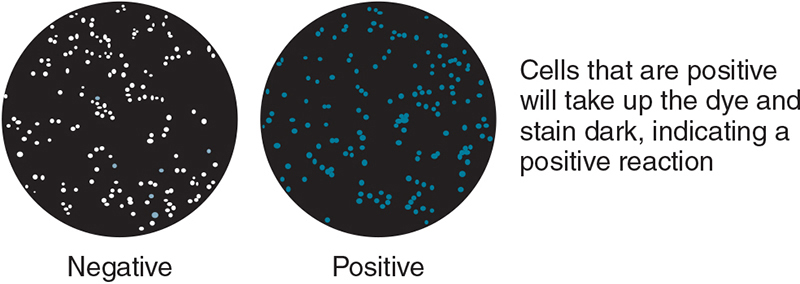 Cells that are positive
will take up the dye and
stain dark, indicating a
positive reaction
Negative
Positive